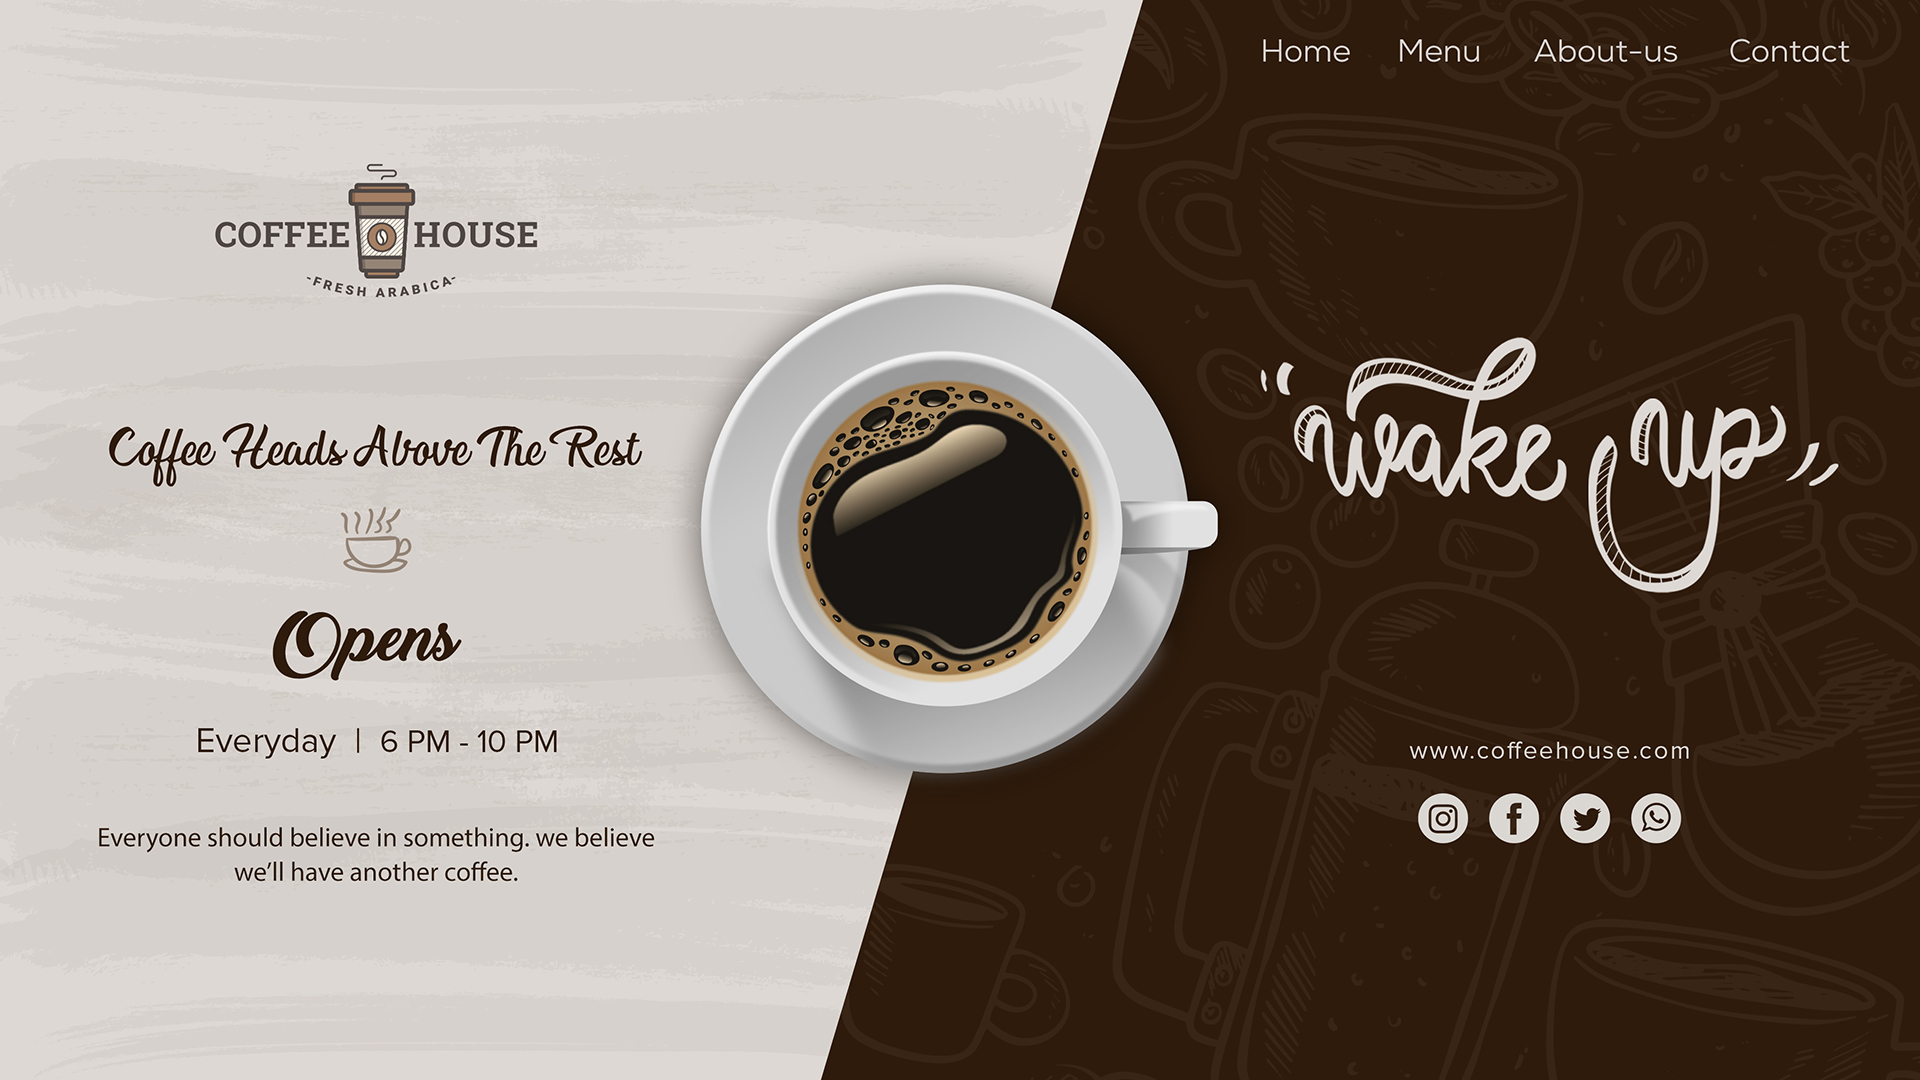 Home Menu About-us Contact
COFFEE HOUSE
-FRESH ARABICA-
Coffee Heads Above The Rest
Opens
Everyday | 6 PM - 10 PM
Everyone should believe in something. we believe
we’ll have another coffee.
“wake up”
www.coffeehouse.com